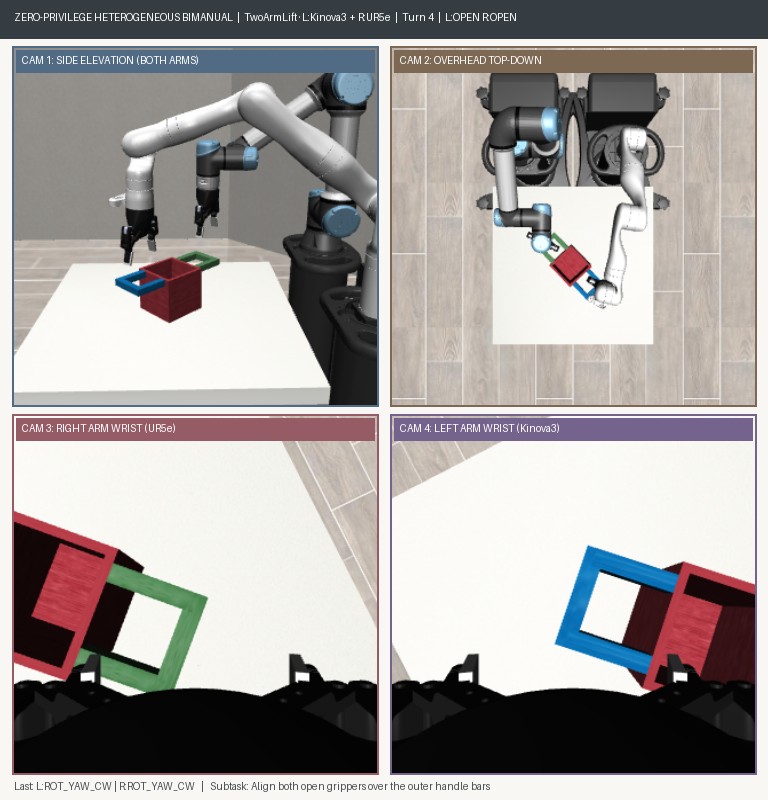 ZERO-PRIVILEGE HETEROGENEOUS BIMANUAL | TwoArmLift · L:Kinova3 + R:UR5e | Turn 4 | L:OPEN R:OPEN
CAM 1: SIDE ELEVATION (BOTH ARMS)
CAM 2: OVERHEAD TOP-DOWN
CAM 3: RIGHT ARM WRIST (UR5e)
CAM 4: LEFT ARM WRIST (Kinova3)
Last: L:ROT_YAW_CW | R:ROT_YAW_CW | Subtask: Align both open grippers over the outer handle bars